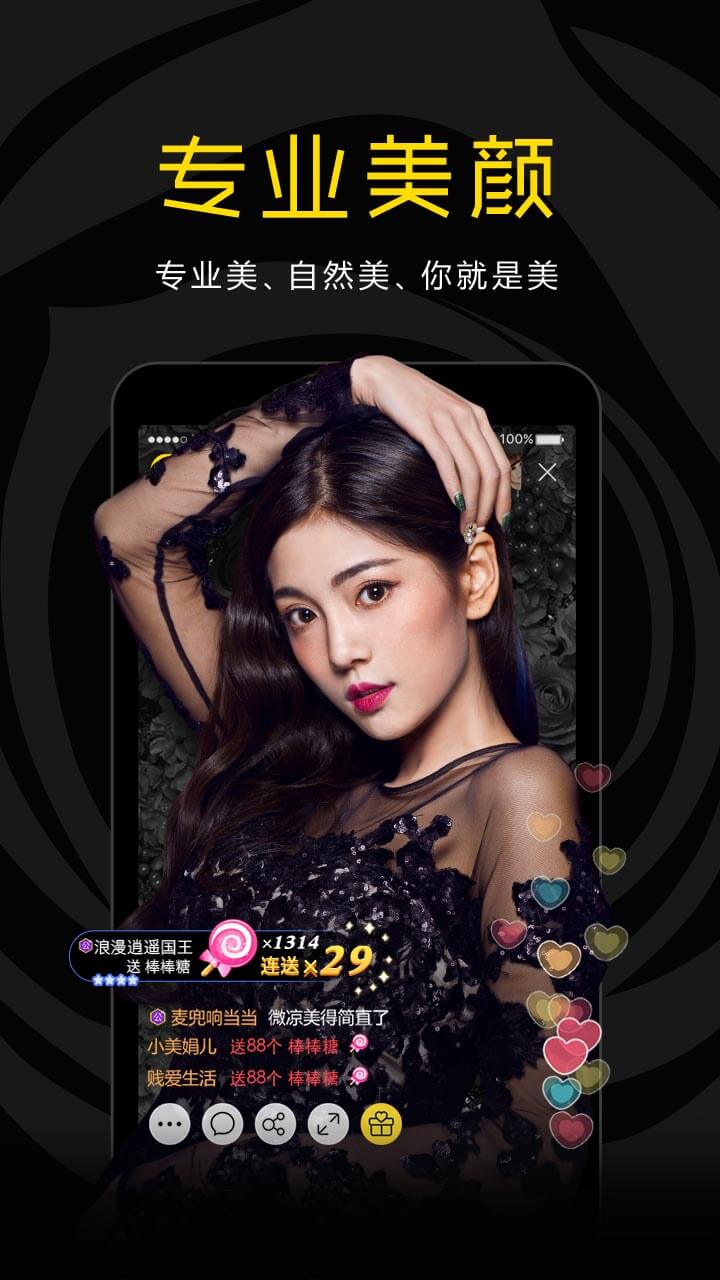 专业美颜
专业美、自然美、你就是美
100%
浪漫逍遥国王
送 棒棒糖
×1314
连送×29
麦兜响当当 微凉美得简直了
小美娟儿 送88个 棒棒糖
贱爱生活 送88个 棒棒糖